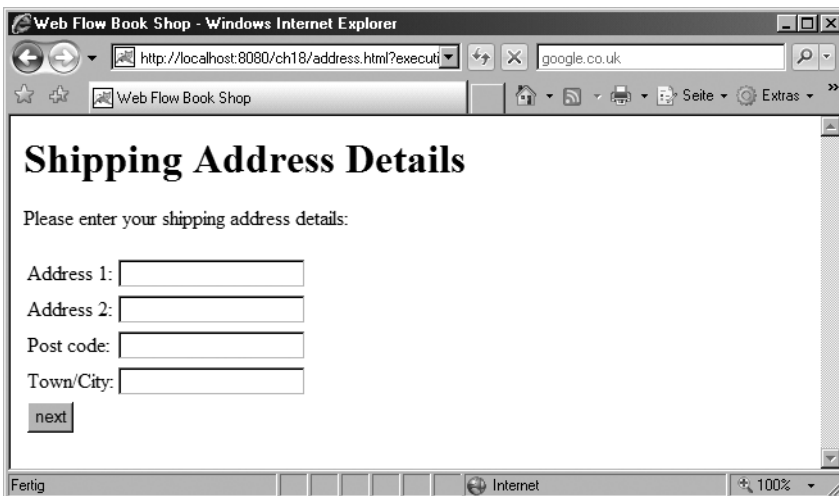 Web Flow Book Shop - Windows Internet Explorer
http://localhost:8080/ch18/address.html?executi
google.co.uk
Web Flow Book Shop
Seite
Extras
»
Shipping Address Details
Please enter your shipping address details:
Address 1:
Address 2:
Post code:
Town/City:
next
Fertig
Internet
100%